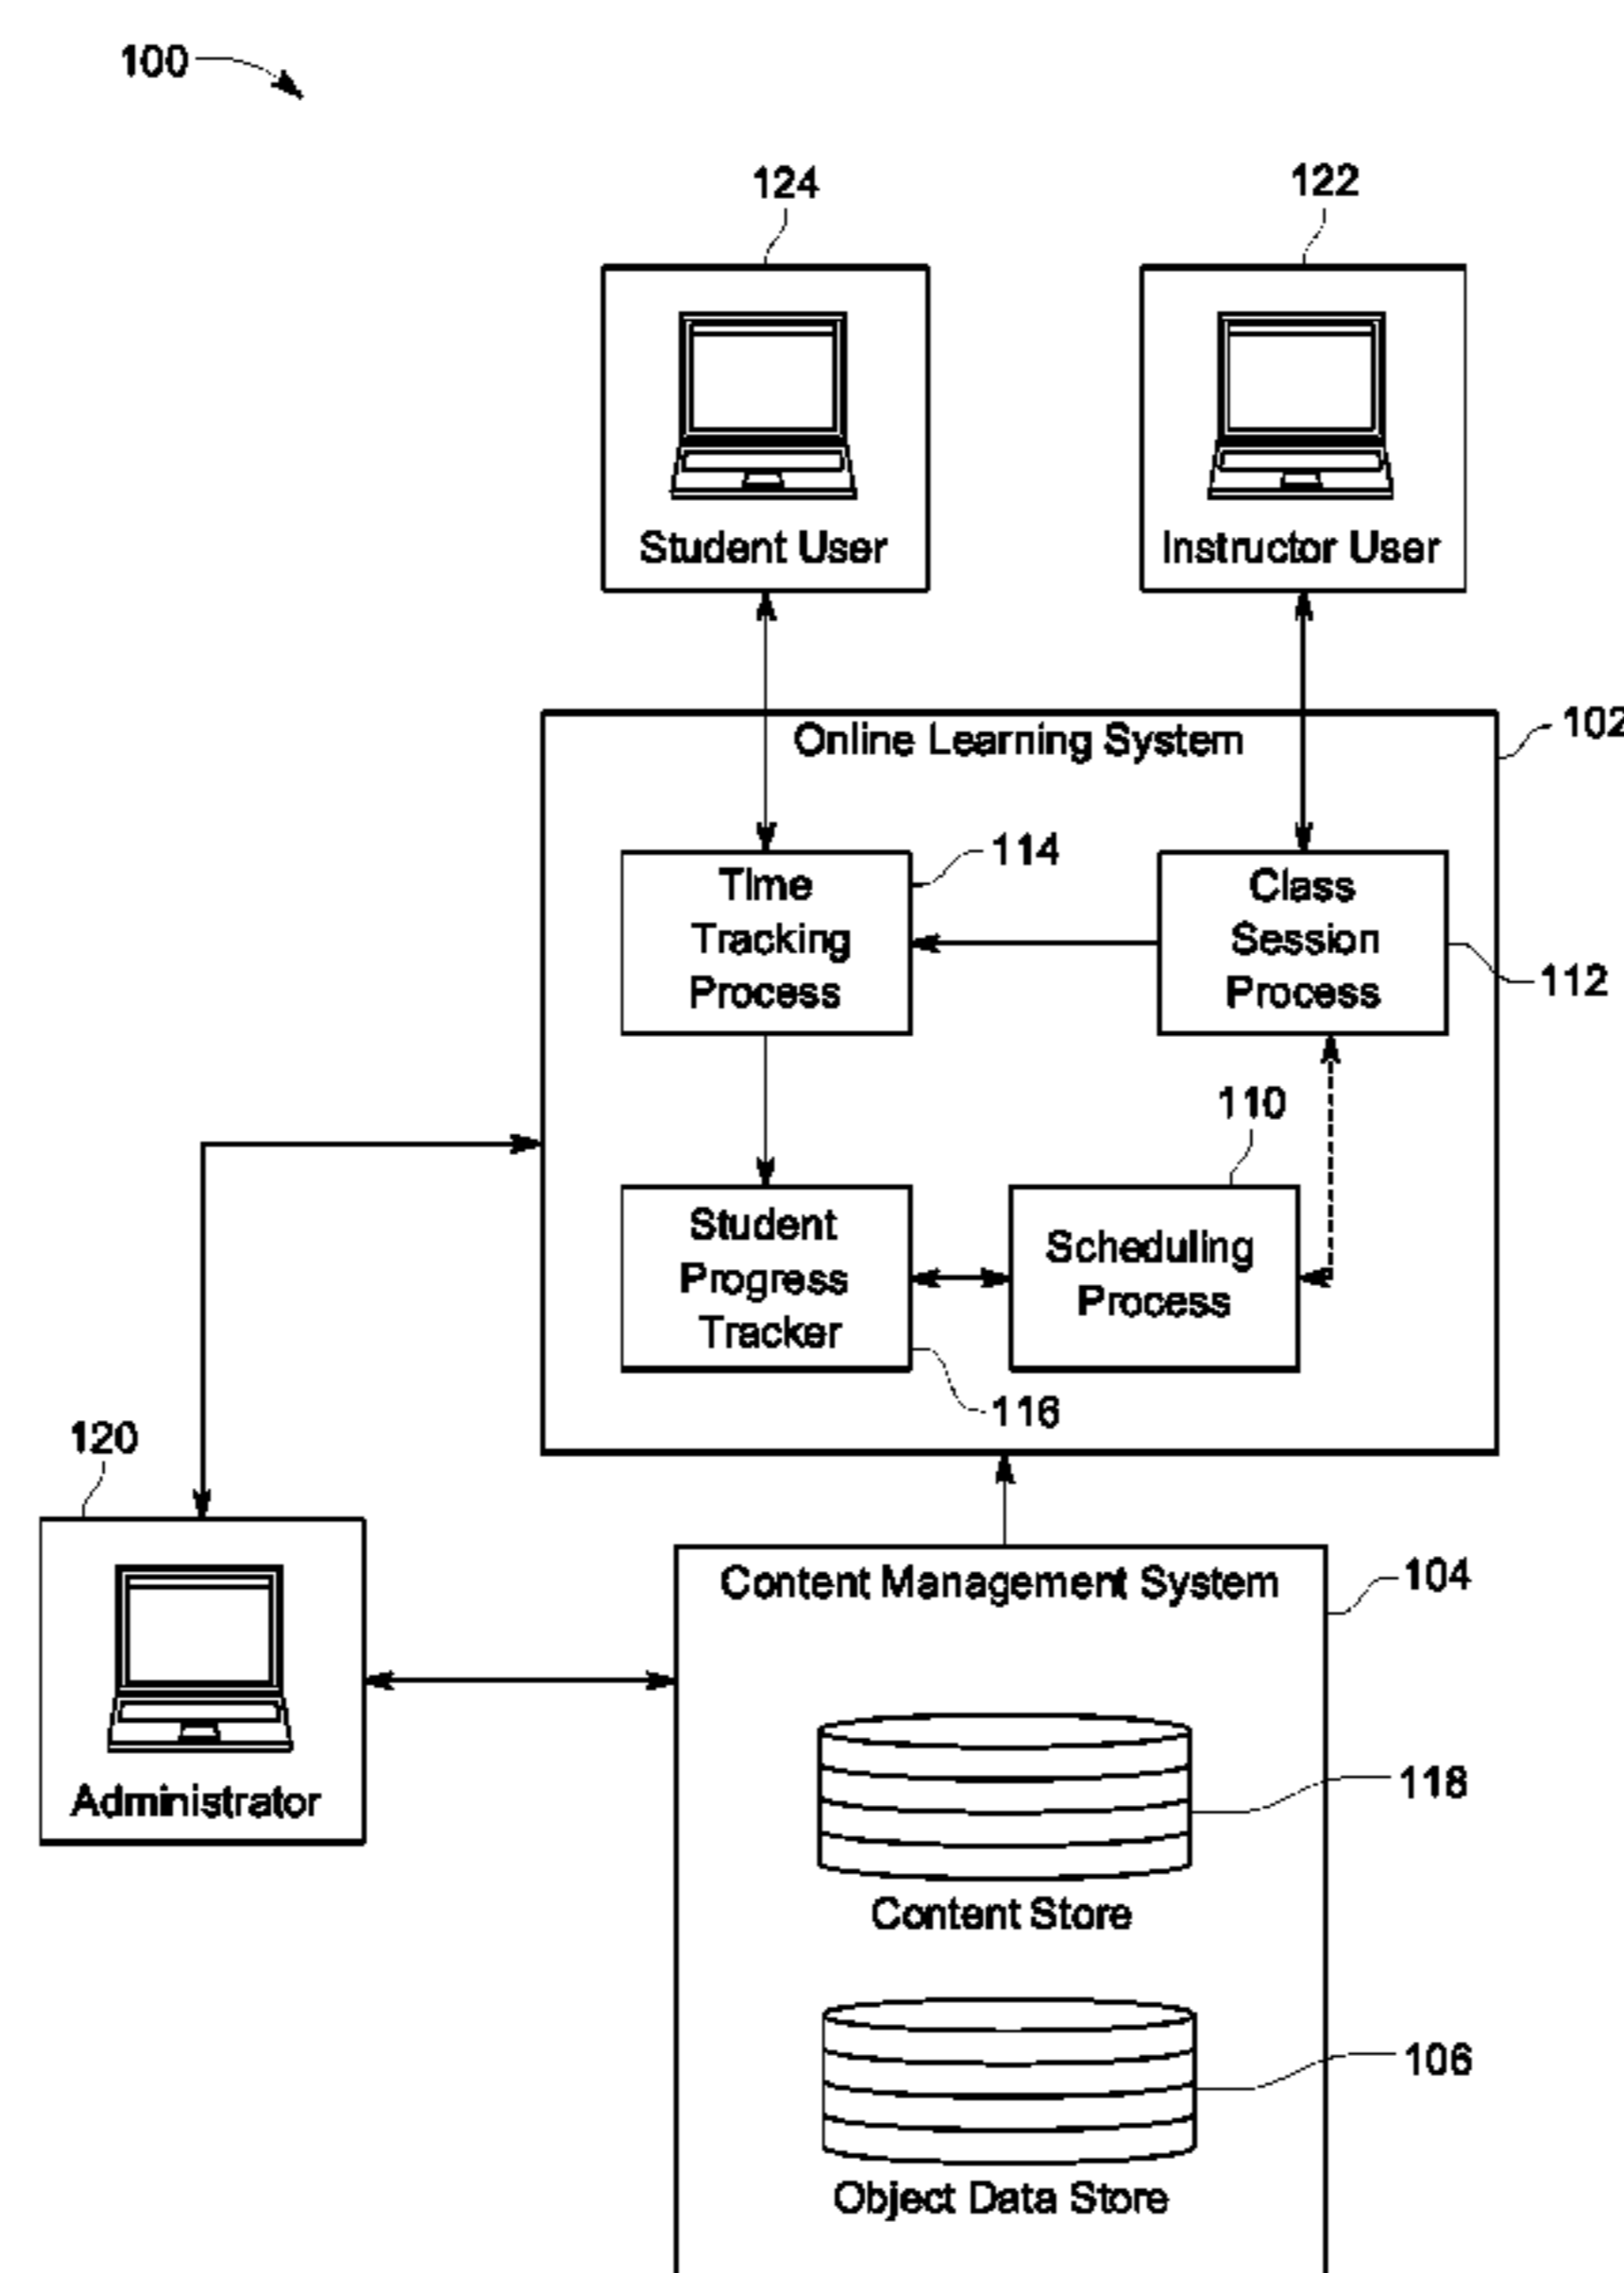 100
124
122
Student User
Instructor User
Online Learning System
102
114
Time
Tracking
Process
Class
Session
Process
112
110
Student
Progress
Tracker
Scheduling
Process
116
120
Content Management System
104
118
Administrator
Content Store
106
Object Data Store